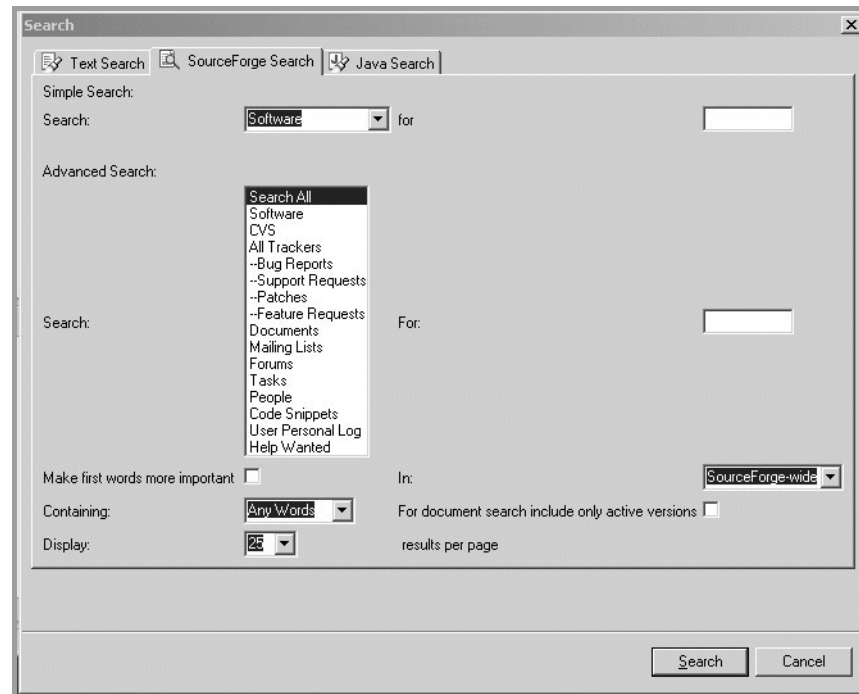 Search
Text Search SourceForge Search Java Search
Simple Search:
Search: Software for
Advanced Search:
Search All
Software
CVS
All Trackers
--Bug Reports
--Support Requests
--Patches
--Feature Requests
Search: For:
Documents
Mailing Lists
Forums
Tasks
People
Code Snippets
User Personal Log
Help Wanted
Make first words more important In: SourceForge-wide
Containing: Any Words For document search include only active versions
Display: 25 results per page
Search Cancel